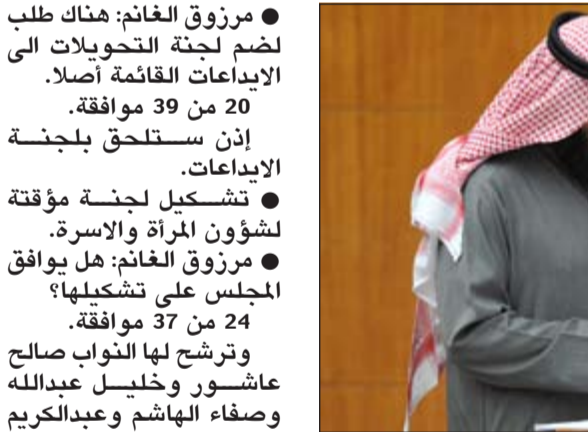 ● مرزوق الغانم: هناك طلب
لضم لجنة التحويلات الى
الايداعات القائمة أصلا.
20 من 39 موافقة.
إذن ستلحق بلجنة
الايداعات.
● تشكيل لجنة مؤقتة
لشؤون المرأة والاسرة.
● مرزوق الغانم: هل يوافق
المجلس على تشكيلها؟
24 من 37 موافقة.
وترشح لها النواب صالح
عاشور وخليل عبدالله
وصفاء الهاشم وعبدالكريم